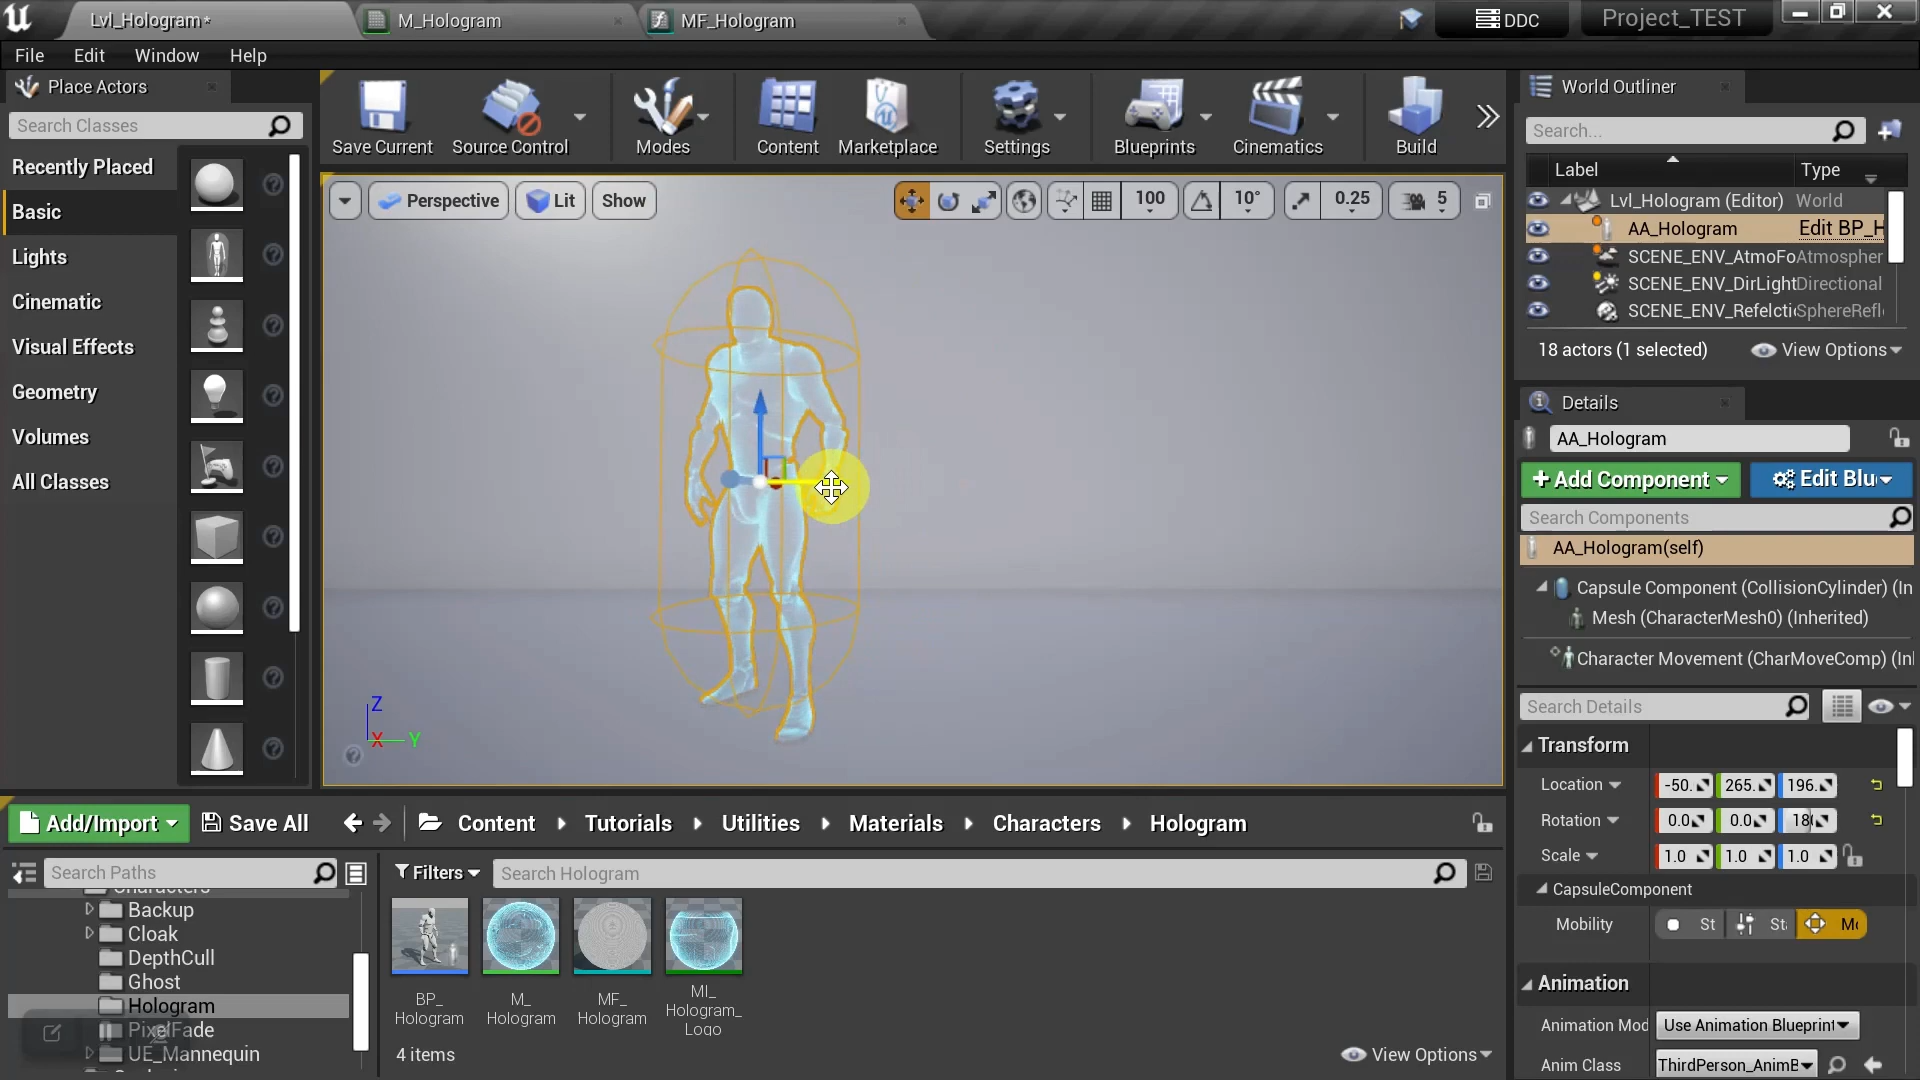 Lvl_Hologram*
M_Hologram
MF_Hologram
DDC
Project_TEST
File Edit Window Help
Place Actors
Search Classes
Recently Placed
Basic
Lights
Cinematic
Visual Effects
Geometry
Volumes
All Classes
Save Current
Source Control
Modes
Content
Marketplace
Settings
Blueprints
Cinematics
Build
Perspective
Lit
Show
100
10°
0.25
5
Z
X
Y
World Outliner
Search...
Label
Type
Lvl_Hologram (Editor) World
AA_Hologram Edit BP_H
SCENE_ENV_AtmoFo Atmospher
SCENE_ENV_DirLight Directional
SCENE_ENV_Refelcti SphereRefl
18 actors (1 selected)
View Options
Details
AA_Hologram
+ Add Component
Edit Blu
Search Components
AA_Hologram(self)
Capsule Component (CollisionCylinder) (In
Mesh (CharacterMesh0) (Inherited)
Character Movement (CharMoveComp) (In
Search Details
Transform
Location -50. 265. 196.
Rotation 0.0 0.0 18
Scale 1.0 1.0 1.0
CapsuleComponent
Mobility St St Mo
Animation
Animation Mod Use Animation Blueprint
Anim Class ThirdPerson_AnimB
Add/Import
Save All
Content Tutorials Utilities Materials Characters Hologram
Search Paths
Filters
Search Hologram
Characters
Backup
Cloak
DepthCull
Ghost
Hologram
PixelFade
UE_Mannequin
BP_
Hologram
M_
Hologram
MF_
Hologram
MI_
Hologram_
Logo
4 items
View Options